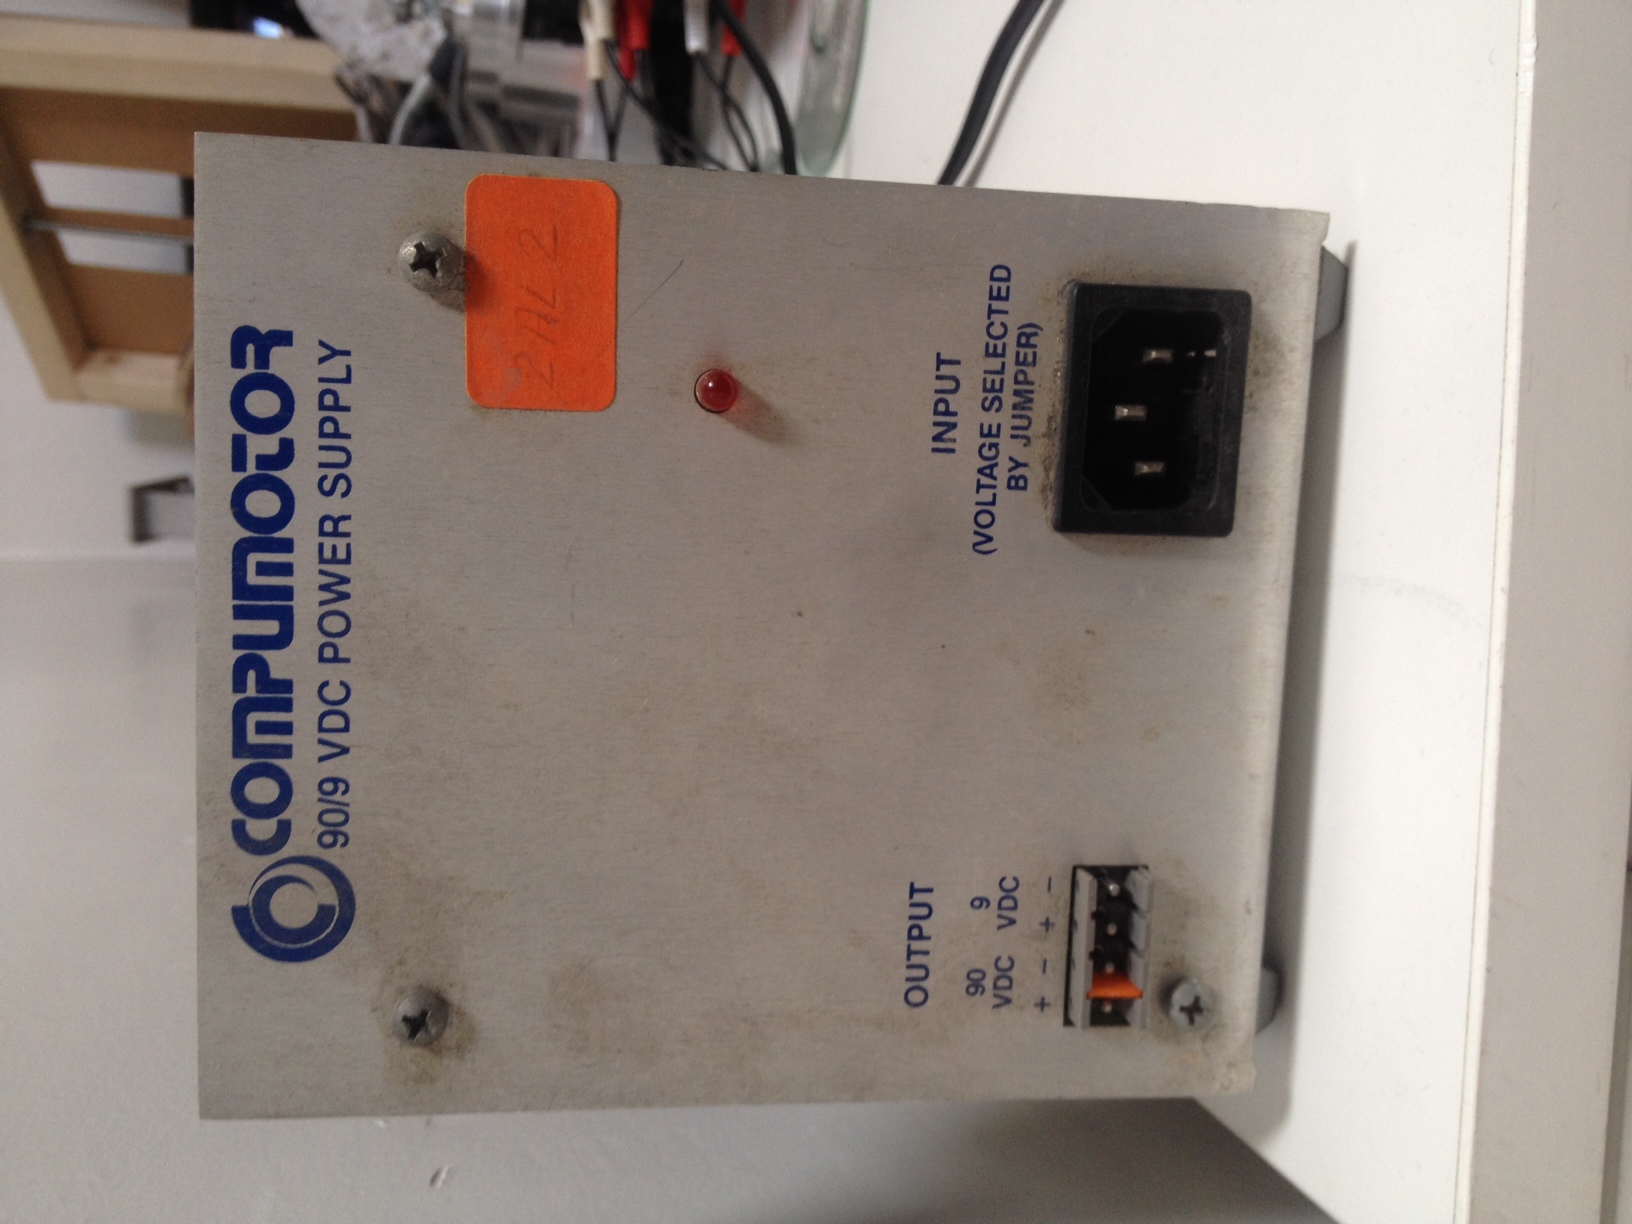 COMPUMOTOR
90/9 VDC POWER SUPPLY
OUTPUT
90 9
VDC VDC
+ - + -
INPUT
(VOLTAGE SELECTED
BY JUMPER)